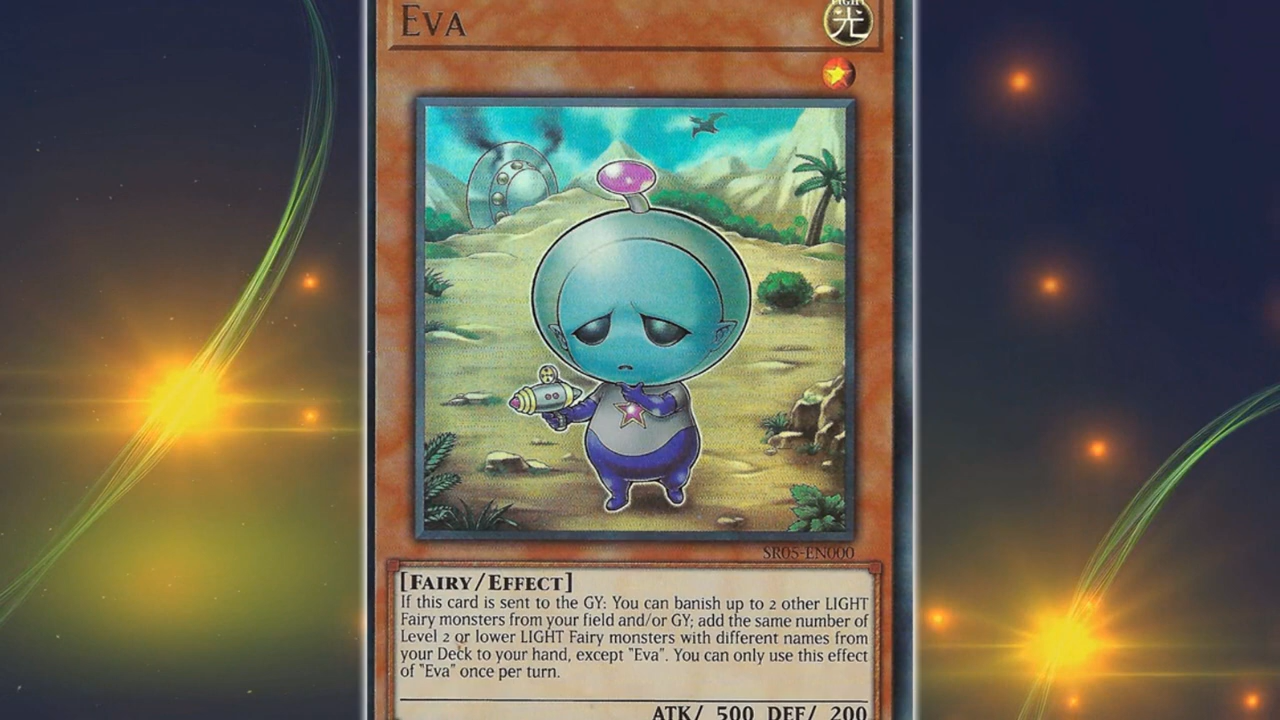 Eva
LIGHT
光
SR05-EN000
[Fairy/Effect]
If this card is sent to the GY: You can banish up to 2 other LIGHT
Fairy monsters from your field and/or GY; add the same number of
Level 2 or lower LIGHT Fairy monsters with different names from
your Deck to your hand, except "Eva". You can only use this effect
of "Eva" once per turn.
ATK/ 500 DEF/ 200